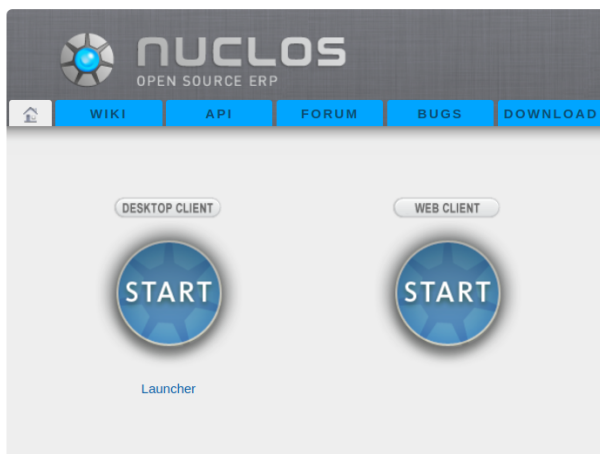 NUCLOS
OPEN SOURCE ERP
WIKI API FORUM BUGS DOWNLOAD
DESKTOP CLIENT WEB CLIENT
START START
Launcher